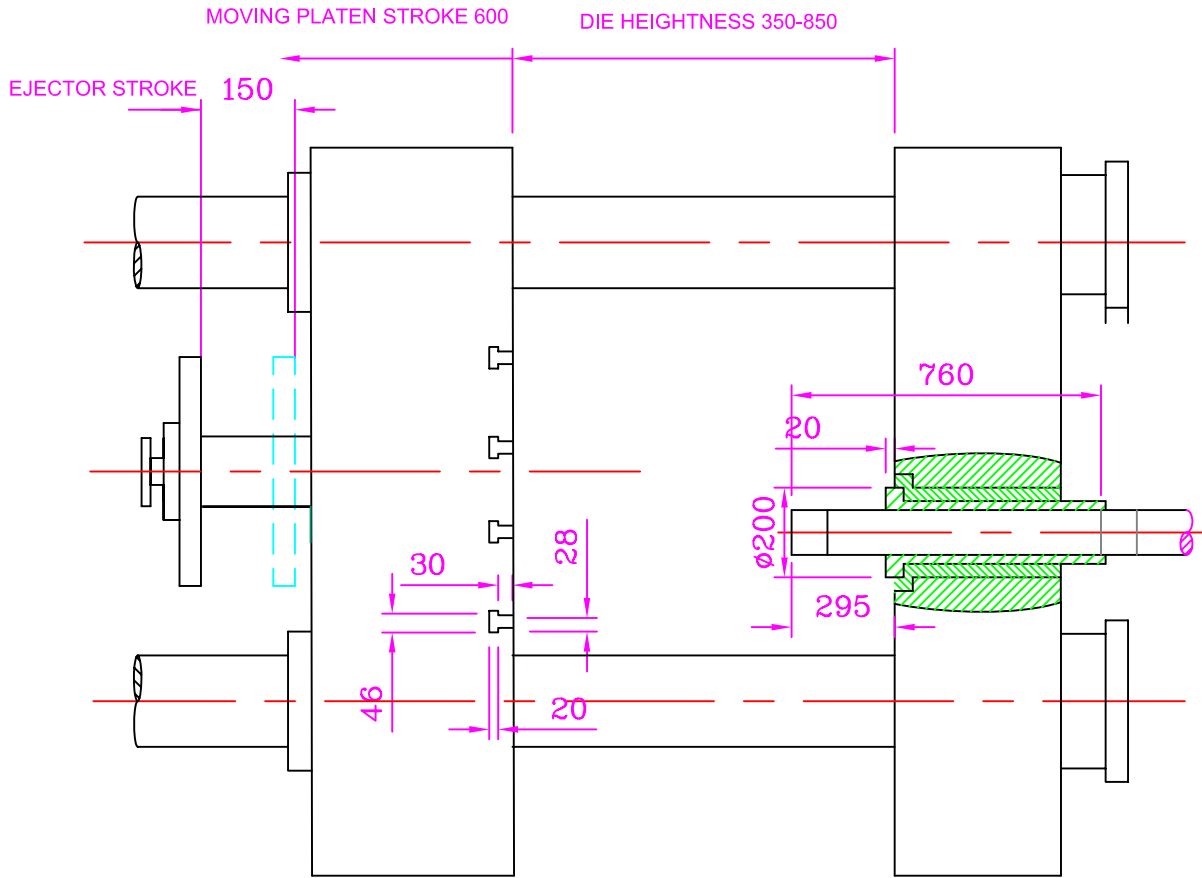 MOVING PLATEN STROKE 600
DIE HEIGHTNESS 350-850
EJECTOR STROKE 150
760
20
ø200
28
30
295
46
20